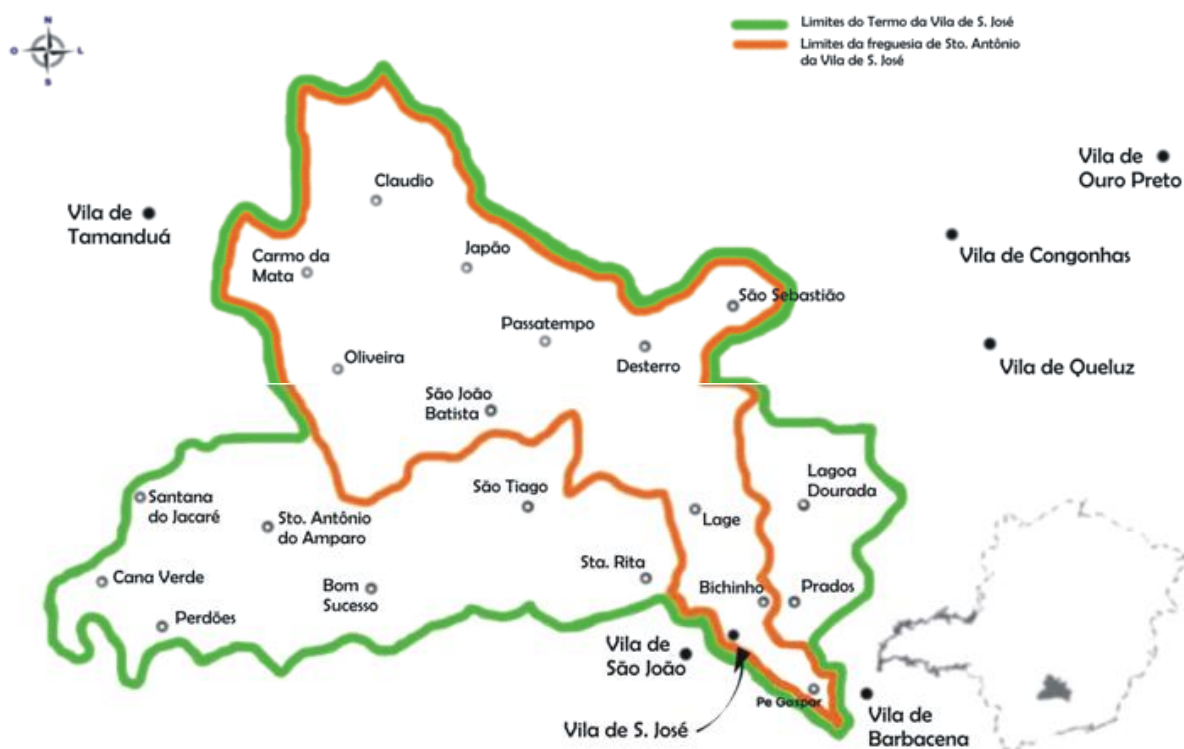 N
O
L
S
Limites do Termo da Vila de S. José
Limites da freguesia de Sto. Antônio
da Vila de S. José
Vila de
Ouro Preto
Vila de
Tamanduá
Claudio
Vila de Congonhas
Carmo da
Mata
Japão
São Sebastião
Passatempo
Desterro
Vila de Queluz
Oliveira
São João
Batista
Lagoa
Dourada
Santana
do Jacaré
São Tiago
Lage
Sto. Antônio
do Amparo
Sta. Rita
Cana Verde
Bom
Sucesso
Bichinho
Prados
Perdões
Vila de
São João
Pe Gaspar
Vila de S. José
Vila de
Barbacena